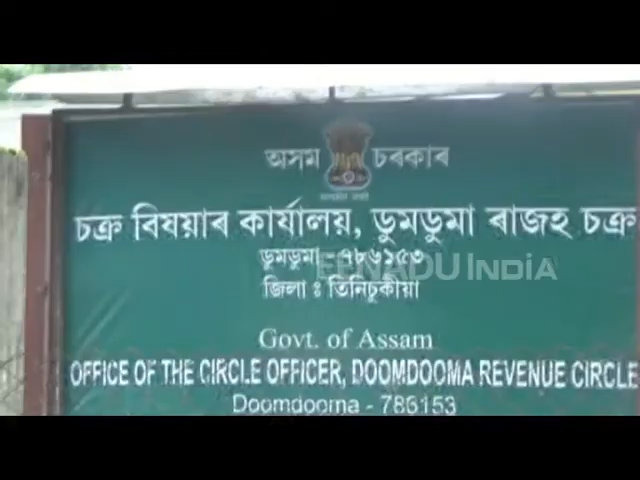 অসম চৰকাৰ
চক্ৰ বিষয়াৰ কাৰ্যালয়, ডুমডুমা ৰাজহ চক্ৰ
ডুমডুমা ৭৮৬১৫৩
EENADU INDIA
জিলা ঃ তিনিচুকীয়া
Govt. of Assam
OFFICE OF THE CIRCLE OFFICER, DOOMDOOMA REVENUE CIRCLE
Doomdooma - 786153